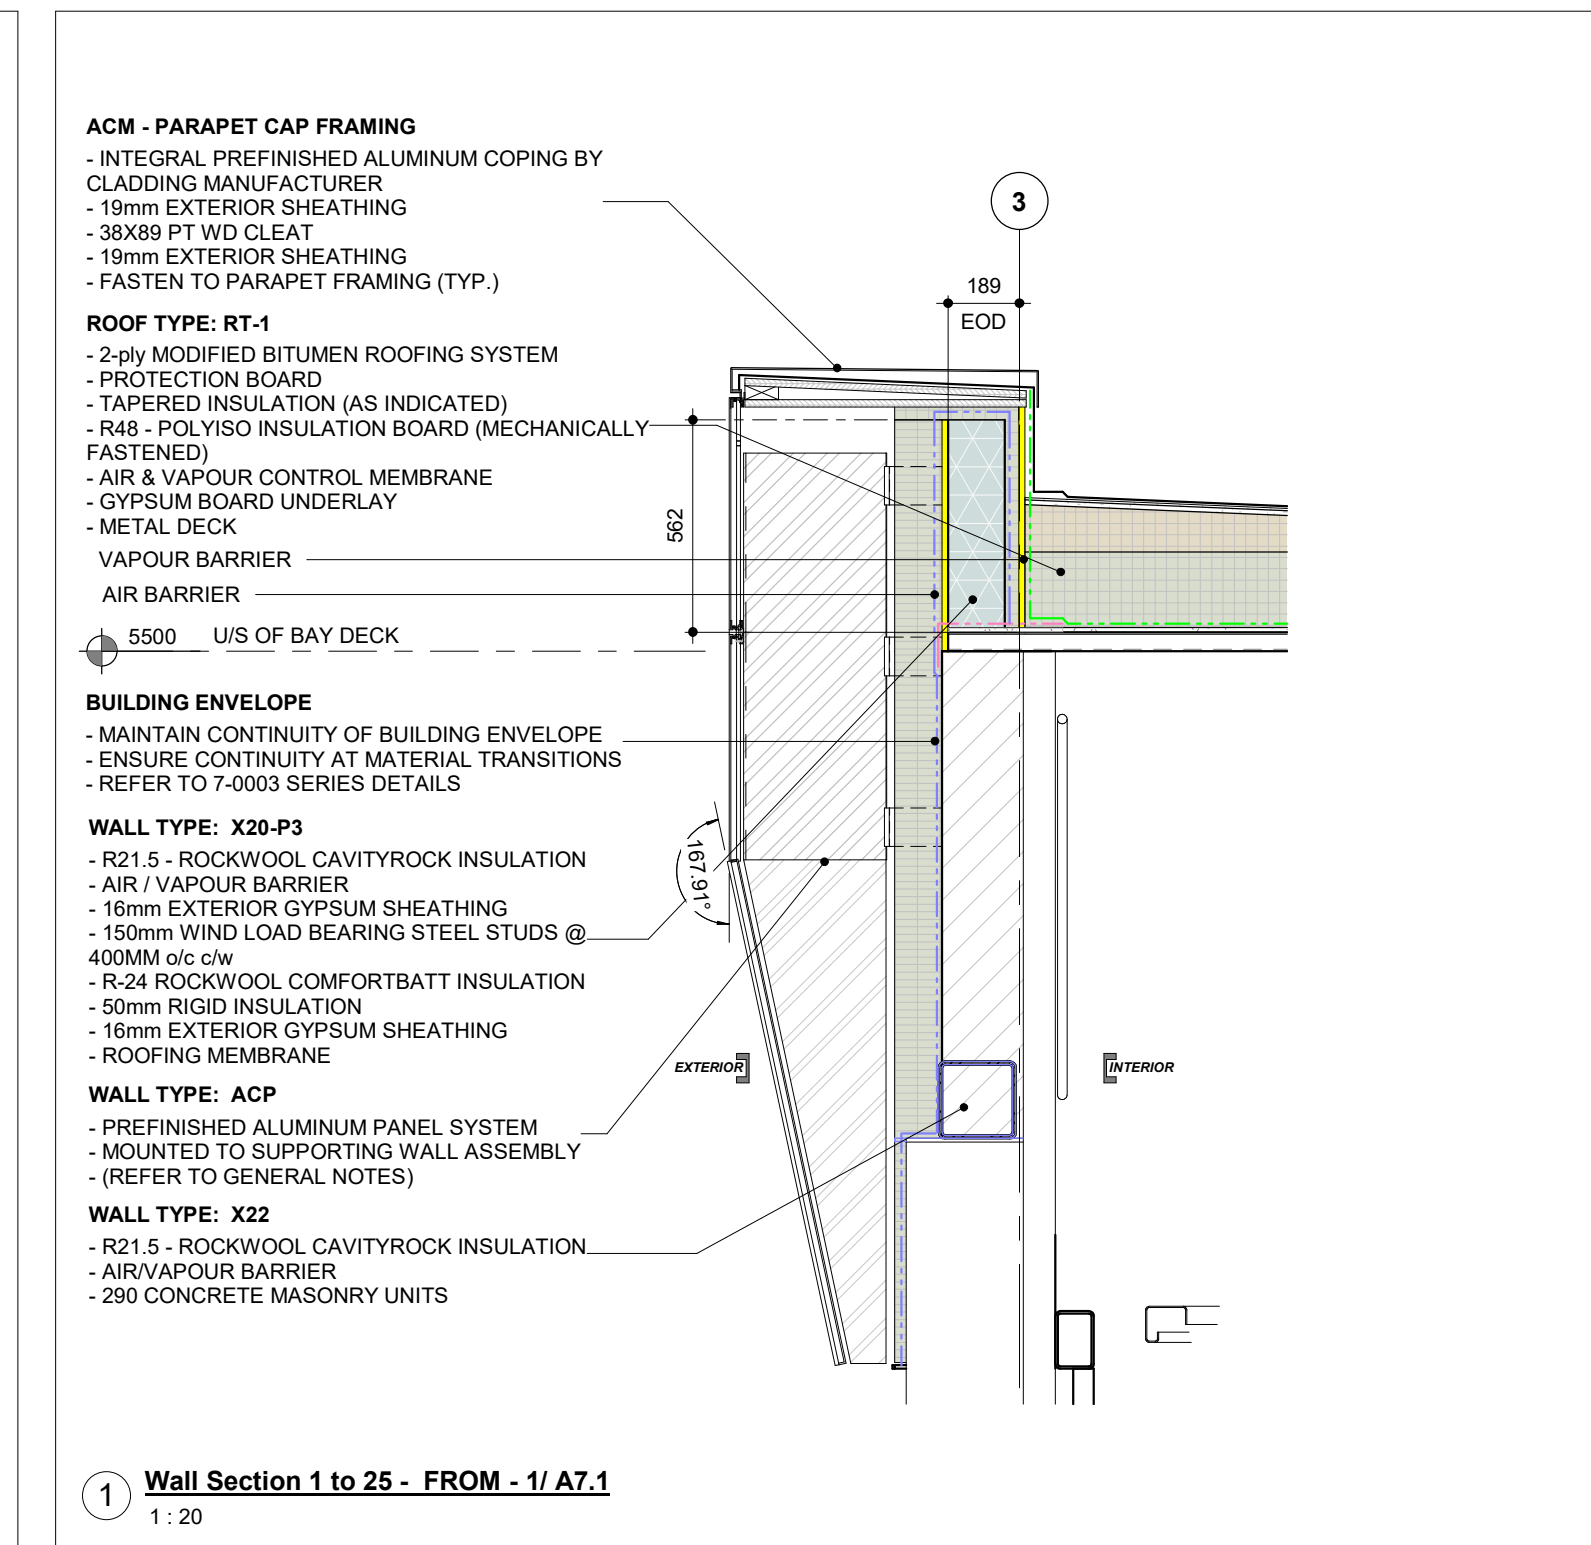 ACM - PARAPET CAP FRAMING
- INTEGRAL PREFINISHED ALUMINUM COPING BY
CLADDING MANUFACTURER
- 19mm EXTERIOR SHEATHING
- 38X89 PT WD CLEAT
- 19mm EXTERIOR SHEATHING
- FASTEN TO PARAPET FRAMING (TYP.)
3
189
EOD
ROOF TYPE: RT-1
- 2-ply MODIFIED BITUMEN ROOFING SYSTEM
- PROTECTION BOARD
- TAPERED INSULATION (AS INDICATED)
- R48 - POLYISO INSULATION BOARD (MECHANICALLY
FASTENED)
- AIR & VAPOUR CONTROL MEMBRANE
- GYPSUM BOARD UNDERLAY
- METAL DECK
562
VAPOUR BARRIER
AIR BARRIER
5500 U/S OF BAY DECK
BUILDING ENVELOPE
- MAINTAIN CONTINUITY OF BUILDING ENVELOPE
- ENSURE CONTINUITY AT MATERIAL TRANSITIONS
- REFER TO 7-0003 SERIES DETAILS
WALL TYPE: X20-P3
- R21.5 - ROCKWOOL CAVITYROCK INSULATION
- AIR / VAPOUR BARRIER
- 16mm EXTERIOR GYPSUM SHEATHING
- 150mm WIND LOAD BEARING STEEL STUDS @
400MM o/c c/w
- R-24 ROCKWOOL COMFORTBATT INSULATION
- 50mm RIGID INSULATION
- 16mm EXTERIOR GYPSUM SHEATHING
- ROOFING MEMBRANE
167.91°
EXTERIOR
INTERIOR
WALL TYPE: ACP
- PREFINISHED ALUMINUM PANEL SYSTEM
- MOUNTED TO SUPPORTING WALL ASSEMBLY
- (REFER TO GENERAL NOTES)
WALL TYPE: X22
- R21.5 - ROCKWOOL CAVITYROCK INSULATION
- AIR/VAPOUR BARRIER
- 290 CONCRETE MASONRY UNITS
1
Wall Section 1 to 25 - FROM - 1/ A7.1
1 : 20